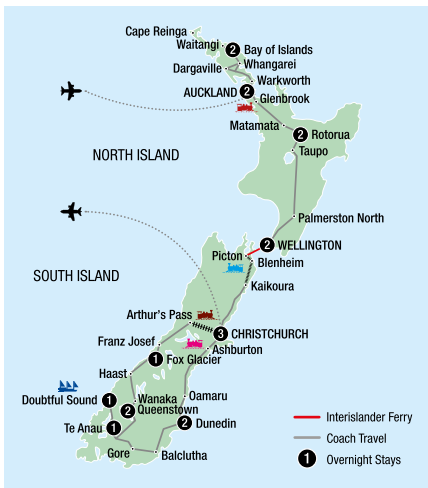 Cape Reinga
Waitangi
2 Bay of Islands
Whangarei
Dargaville
Warkworth
AUCKLAND 2
Glenbrook
Matamata
2 Rotorua
Taupo
NORTH ISLAND
Palmerston North
2 WELLINGTON
Picton
Blenheim
SOUTH ISLAND
Kaikoura
Arthur's Pass
3 CHRISTCHURCH
Franz Josef
Ashburton
1 Fox Glacier
Haast
Doubtful Sound 1
Wanaka
Oamaru
2 Queenstown
Te Anau 1
2 Dunedin
Gore
Balclutha
Interislander Ferry
Coach Travel
1 Overnight Stays